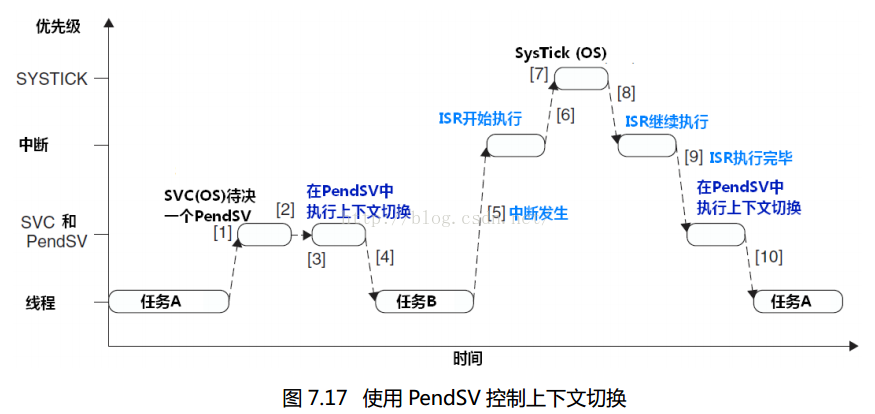 优先级
SYSTICK
中断
SVC 和
PendSV
线程
SysTick (OS)
[7]
[8]
[6]
ISR开始执行
ISR继续执行
[9] ISR执行完毕
SVC(OS)待决
一个PendSV
[2]
在PendSV中
执行上下文切换
[1]
[3]
[4]
[5] 中断发生
http://blog.csdn.net/
在PendSV中
执行上下文切换
[10]
任务A
任务B
任务A
时间
图 7.17 使用 PendSV 控制上下文切换